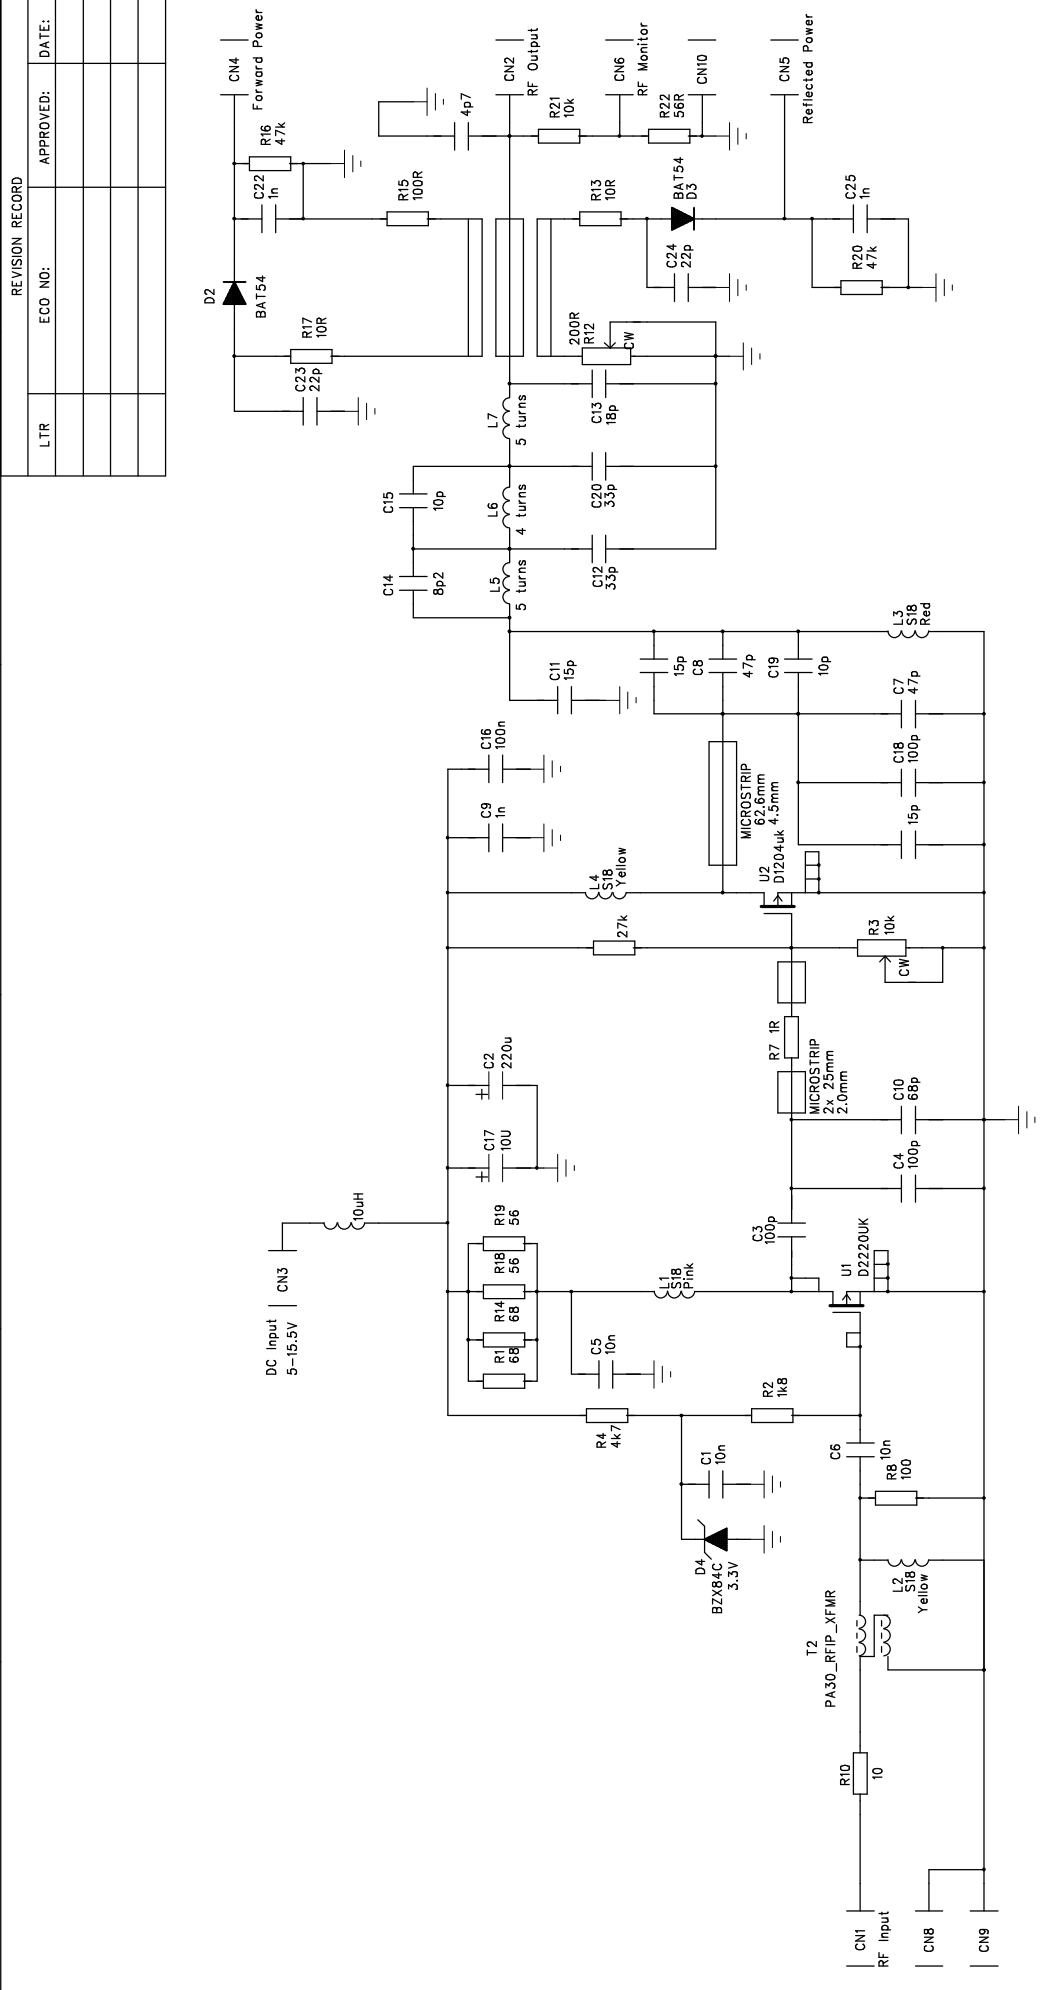 REVISION RECORD
LTR
ECO NO:
APPROVED:
DATE:
CN4
Forward Power
R16
47k
C22
1n
D2
BAT54
R17
10R
C23
22p
R15
100R
4p7
CN2
RF Output
R21
10k
CN6
RF Monitor
R22
56R
CN10
CN5
Reflected Power
R13
10R
BAT54
D3
C24
22p
C25
1n
R20
47k
200R
R12
CW
C13
18p
L7
5 turns
C20
33p
C15
10p
L6
4 turns
C12
33p
C14
8p2
L5
5 turns
C11
15p
15p
C8
47p
C19
10p
L3
S18
Red
C7
47p
C18
100p
15p
C16
100n
C9
1n
MICROSTRIP
62.6mm
4.5mm
U2
D1204uk
L4
S18
Yellow
27k
R3
10k
CW
R7 1R
MICROSTRIP
2x 25mm
2.0mm
C10
68p
C4
100p
C3
100p
C2
220u
+
C17
10U
+
10uH
DC Input
5-15.5V
CN3
R19
56
R18
56
R14
68
R1
68
L1
S18
Pink
U1
D2220UK
C5
10n
R4
4k7
R2
1k8
C1
10n
D4
BZX84C
3.3V
C6
10n
R8
100
L2
S18
Yellow
T2
PA30_RFIP_XFMR
R10
10
CN1
RF Input
CN8
CN9